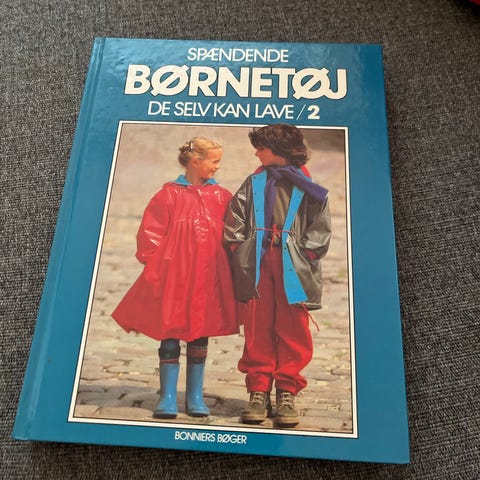 SPÆNDENDE
BØRNETØJ
DE SELV KAN LAVE/2
BONNIERS BØGER